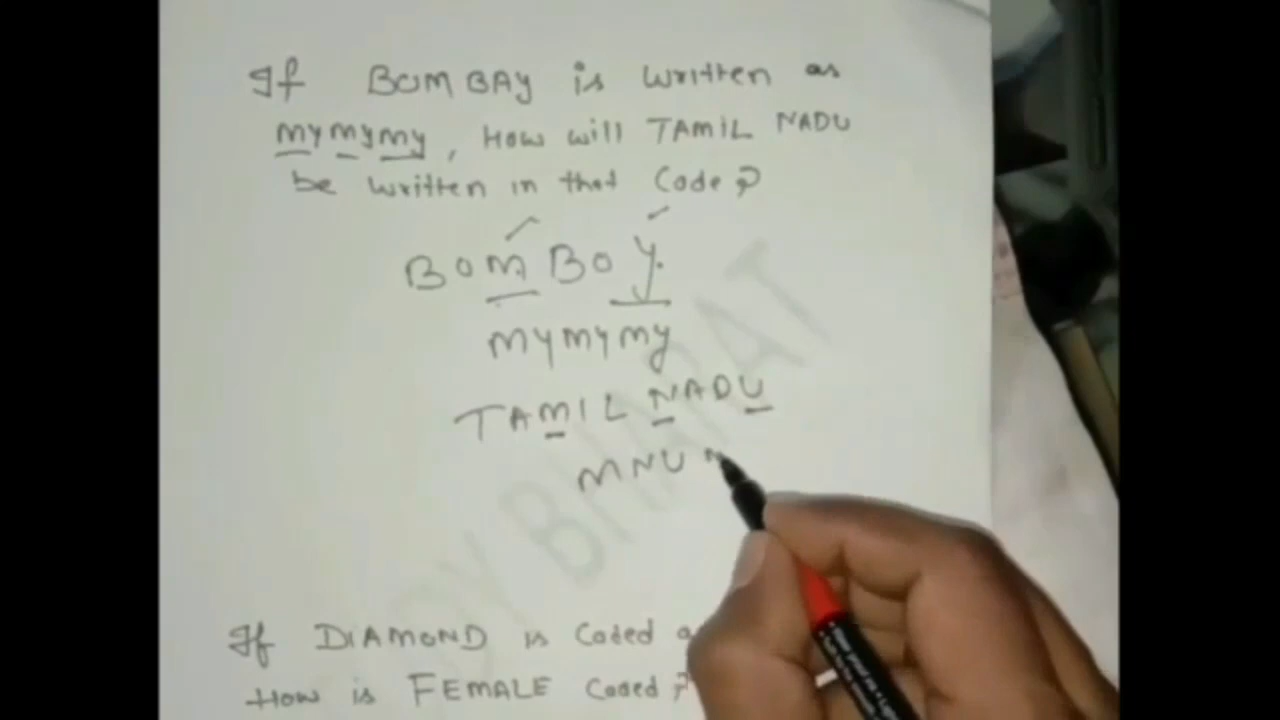 If BOMBAY is written as
mymymy, How will TAMIL NADU
be written in that Code?
BOMBOY
mymymy
TAMIL NADU
MNU
If DIAMOND is Coded
How is FEMALE Coded?